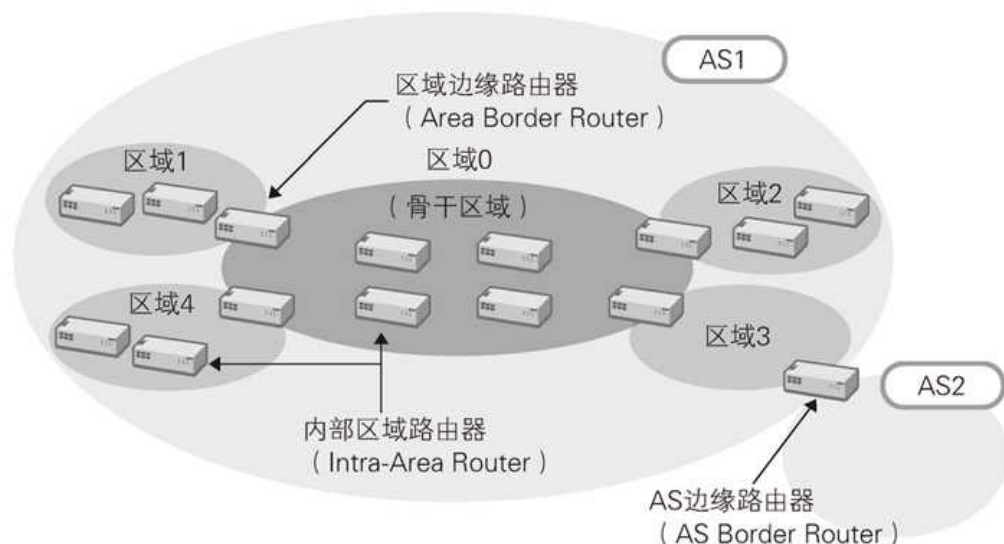 AS1
区域边缘路由器
（Area Border Router）
区域1
区域0
（骨干区域）
区域2
区域4
区域3
AS2
内部区域路由器
（Intra-Area Router）
AS边缘路由器
（AS Border Router）